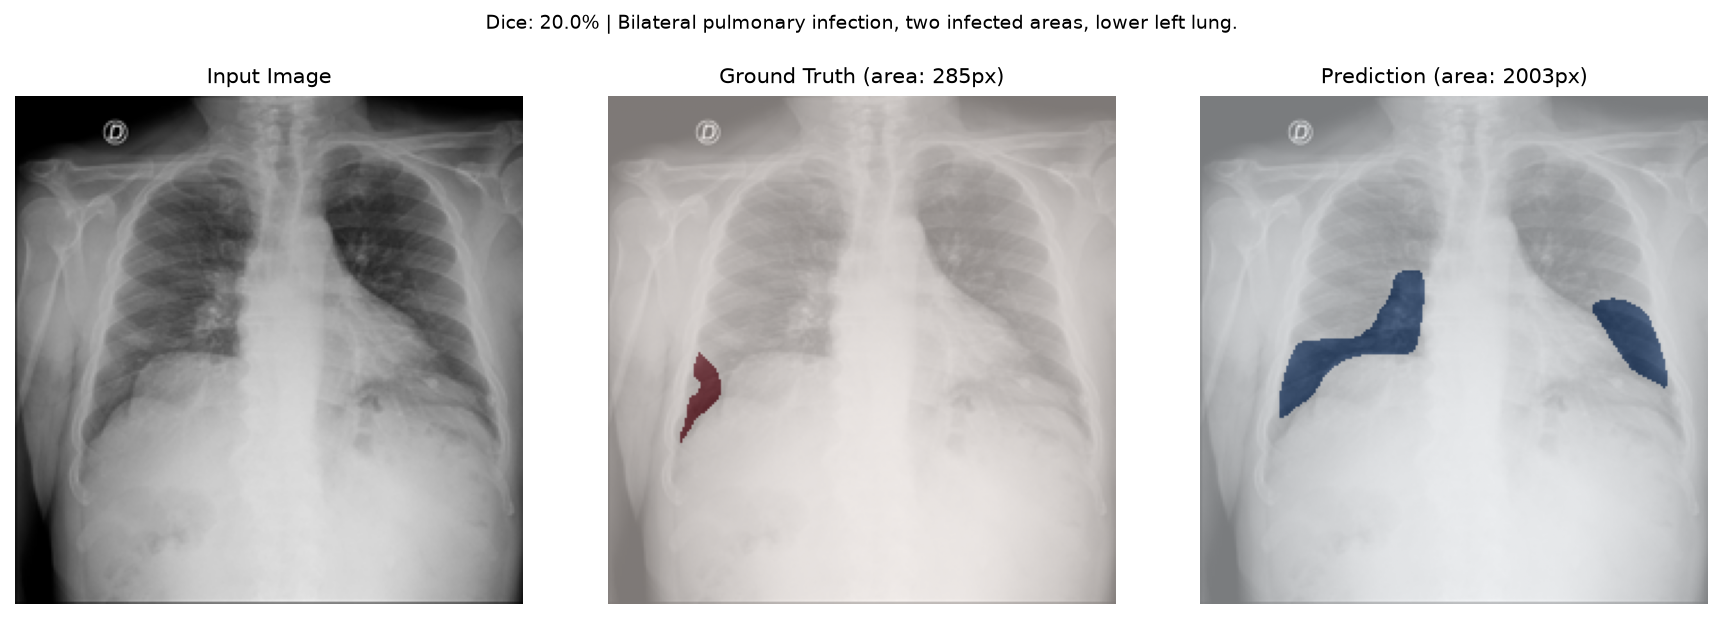 Dice: 20.0% | Bilateral pulmonary infection, two infected areas, lower left lung.
Input Image
Ground Truth (area: 285px)
Prediction (area: 2003px)
D
D
D